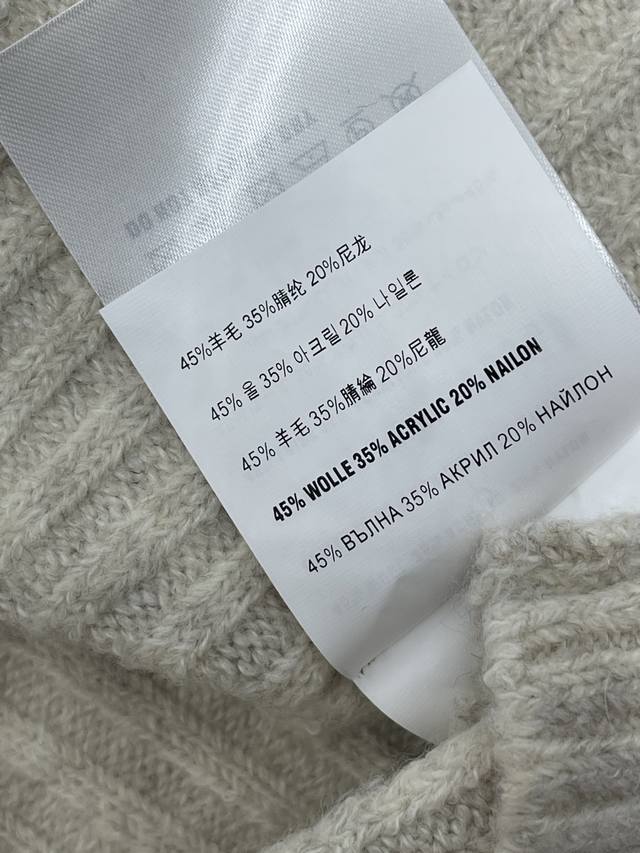 45%羊毛 35%腈纶 20%尼龙
45% 울 35% 아크릴 20% 나일론
45% 羊毛 35%腈綸 20%尼龍
45% WOLLE 35% ACRYLIC 20% NAILON
45% ВЪЛНА 35% АКРИЛ 20% НАЙЛОН